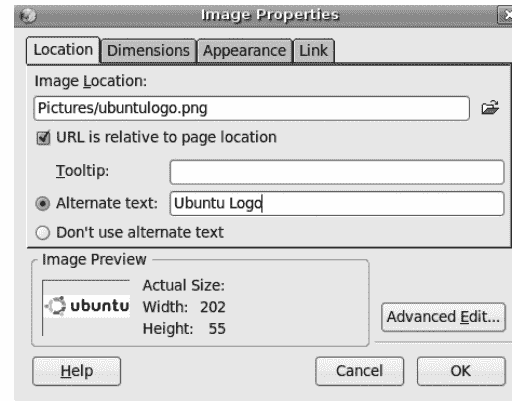 Image Properties
Location Dimensions Appearance Link
Image Location:
Pictures/ubuntulogo.png
URL is relative to page location
Tooltip:
Alternate text: Ubuntu Logo
Don't use alternate text
Image Preview
Actual Size:
ubuntu Width: 202
Height: 55
Advanced Edit...
Help Cancel OK